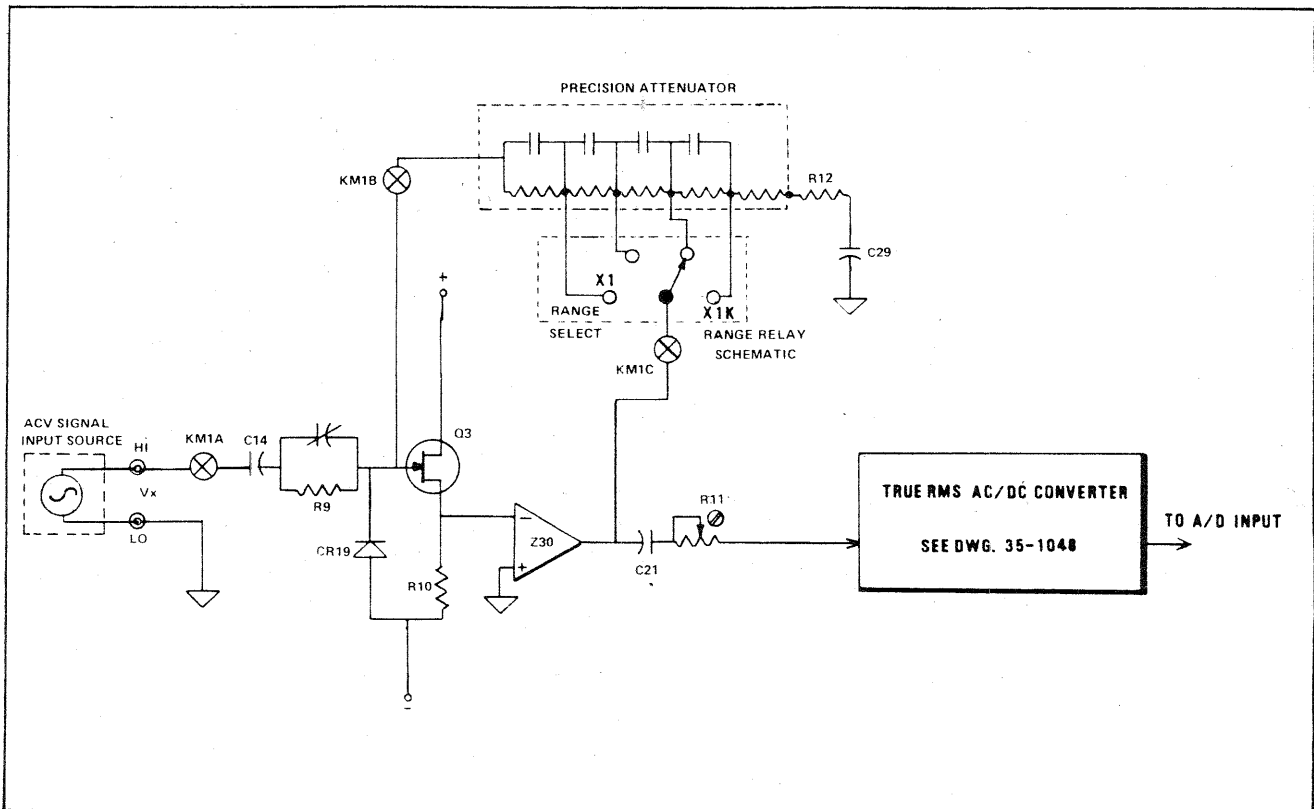 PRECISION ATTENUATOR
KM1B
R12
C29
X1
X1K
RANGE
SELECT
RANGE RELAY
SCHEMATIC
KM1C
+
ACV SIGNAL
INPUT SOURCE
HI
KM1A
C14
Q3
Vx
R9
LO
CR19
R10
−
Z30
+
R11
C21
TRUE RMS AC/DC CONVERTER
SEE DWG. 35-1048
TO A/D INPUT
−